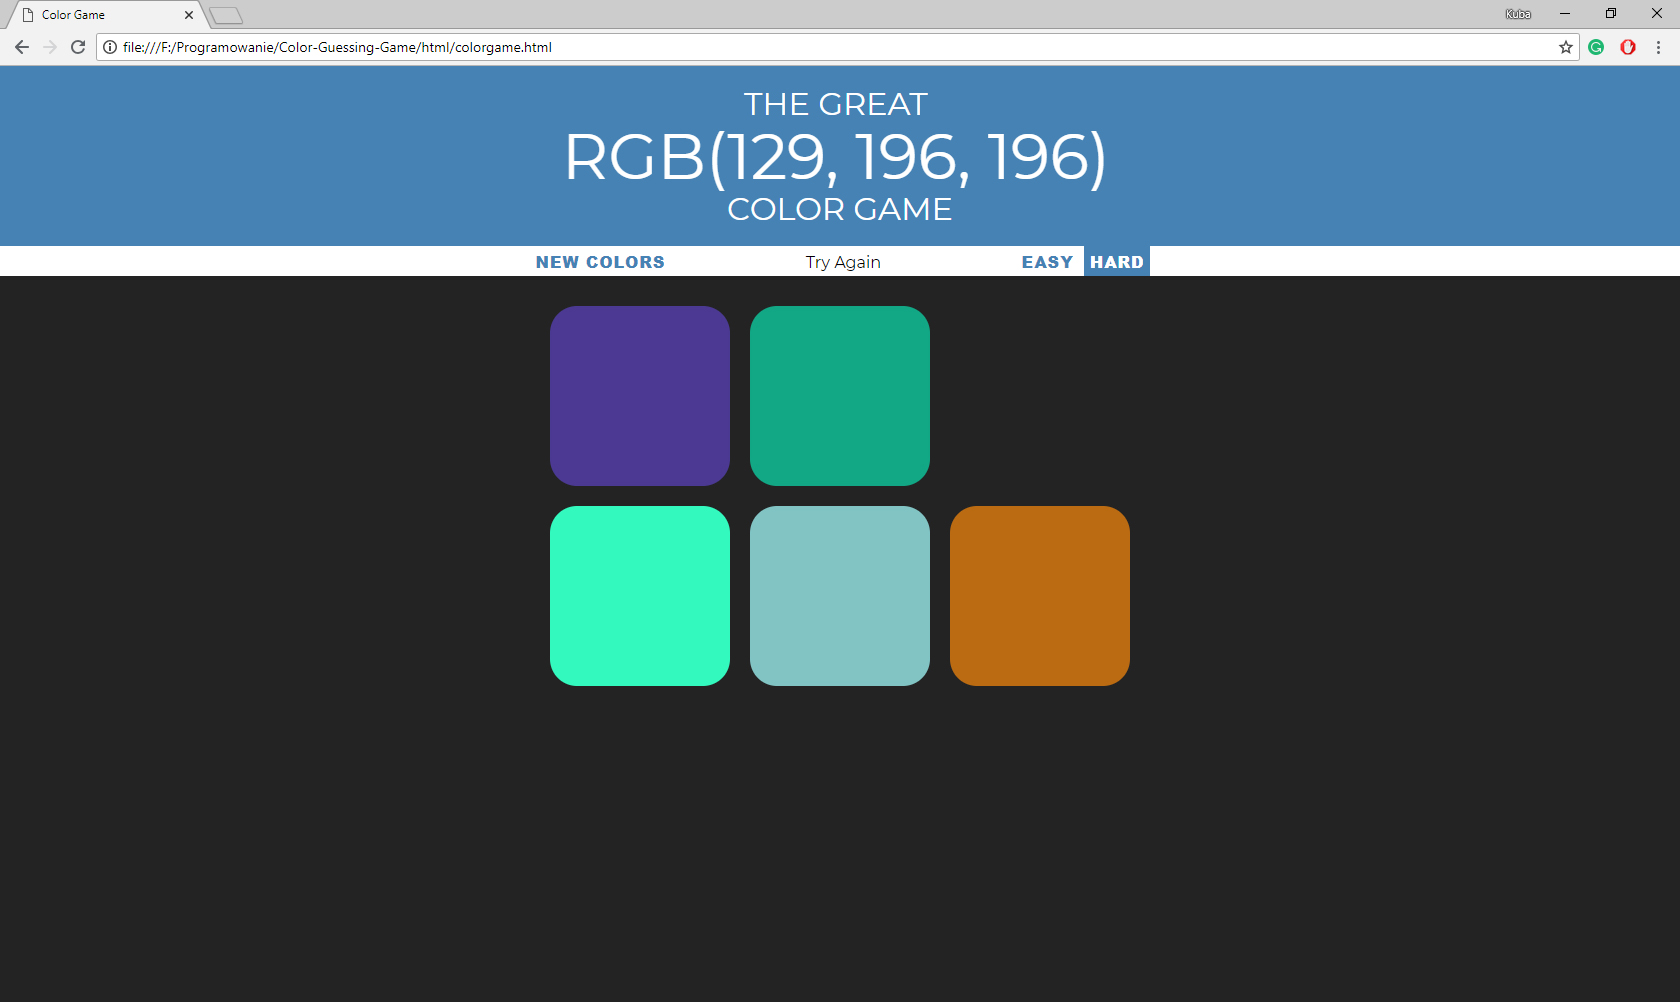 Color Game
Kuba
file:///F:/Programowanie/Color-Guessing-Game/html/colorgame.html
THE GREAT
RGB(129, 196, 196)
COLOR GAME
NEW COLORS Try Again EASY HARD